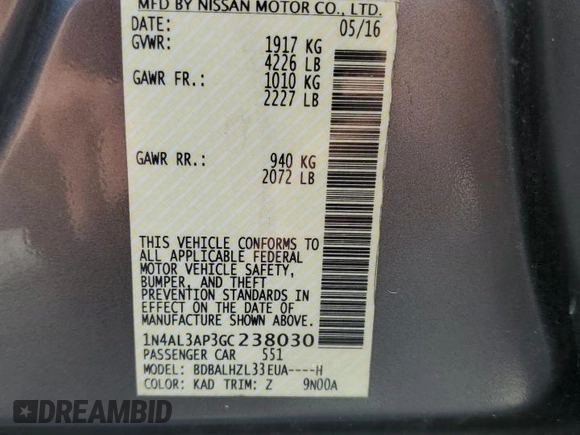 MFD BY NISSAN MOTOR CO., LTD.
DATE: 05/16
GVWR: 1917 KG
4226 LB
GAWR FR.: 1010 KG
2227 LB
GAWR RR.: 940 KG
2072 LB
THIS VEHICLE CONFORMS TO
ALL APPLICABLE FEDERAL
MOTOR VEHICLE SAFETY,
BUMPER, AND THEFT
PREVENTION STANDARDS IN
EFFECT ON THE DATE OF
MANUFACTURE SHOWN ABOVE.
1N4AL3AP3GC238030
PASSENGER CAR 551
MODEL: BDBALHZL33EUA----H
COLOR: KAD TRIM: Z 9N00A
DREAMBID